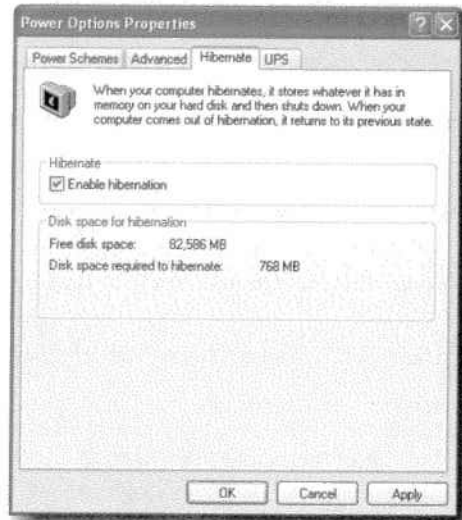 Power Options Properties
Power Schemes Advanced Hibernate UPS
When your computer hibernates, it stores whatever it has in
memory on your hard disk and then shuts down. When your
computer comes out of hibernation, it returns to its previous state.
Hibernate
Enable hibernation
Disk space for hibernation
Free disk space: 82,586 MB
Disk space required to hibernate: 768 MB
OK Cancel Apply